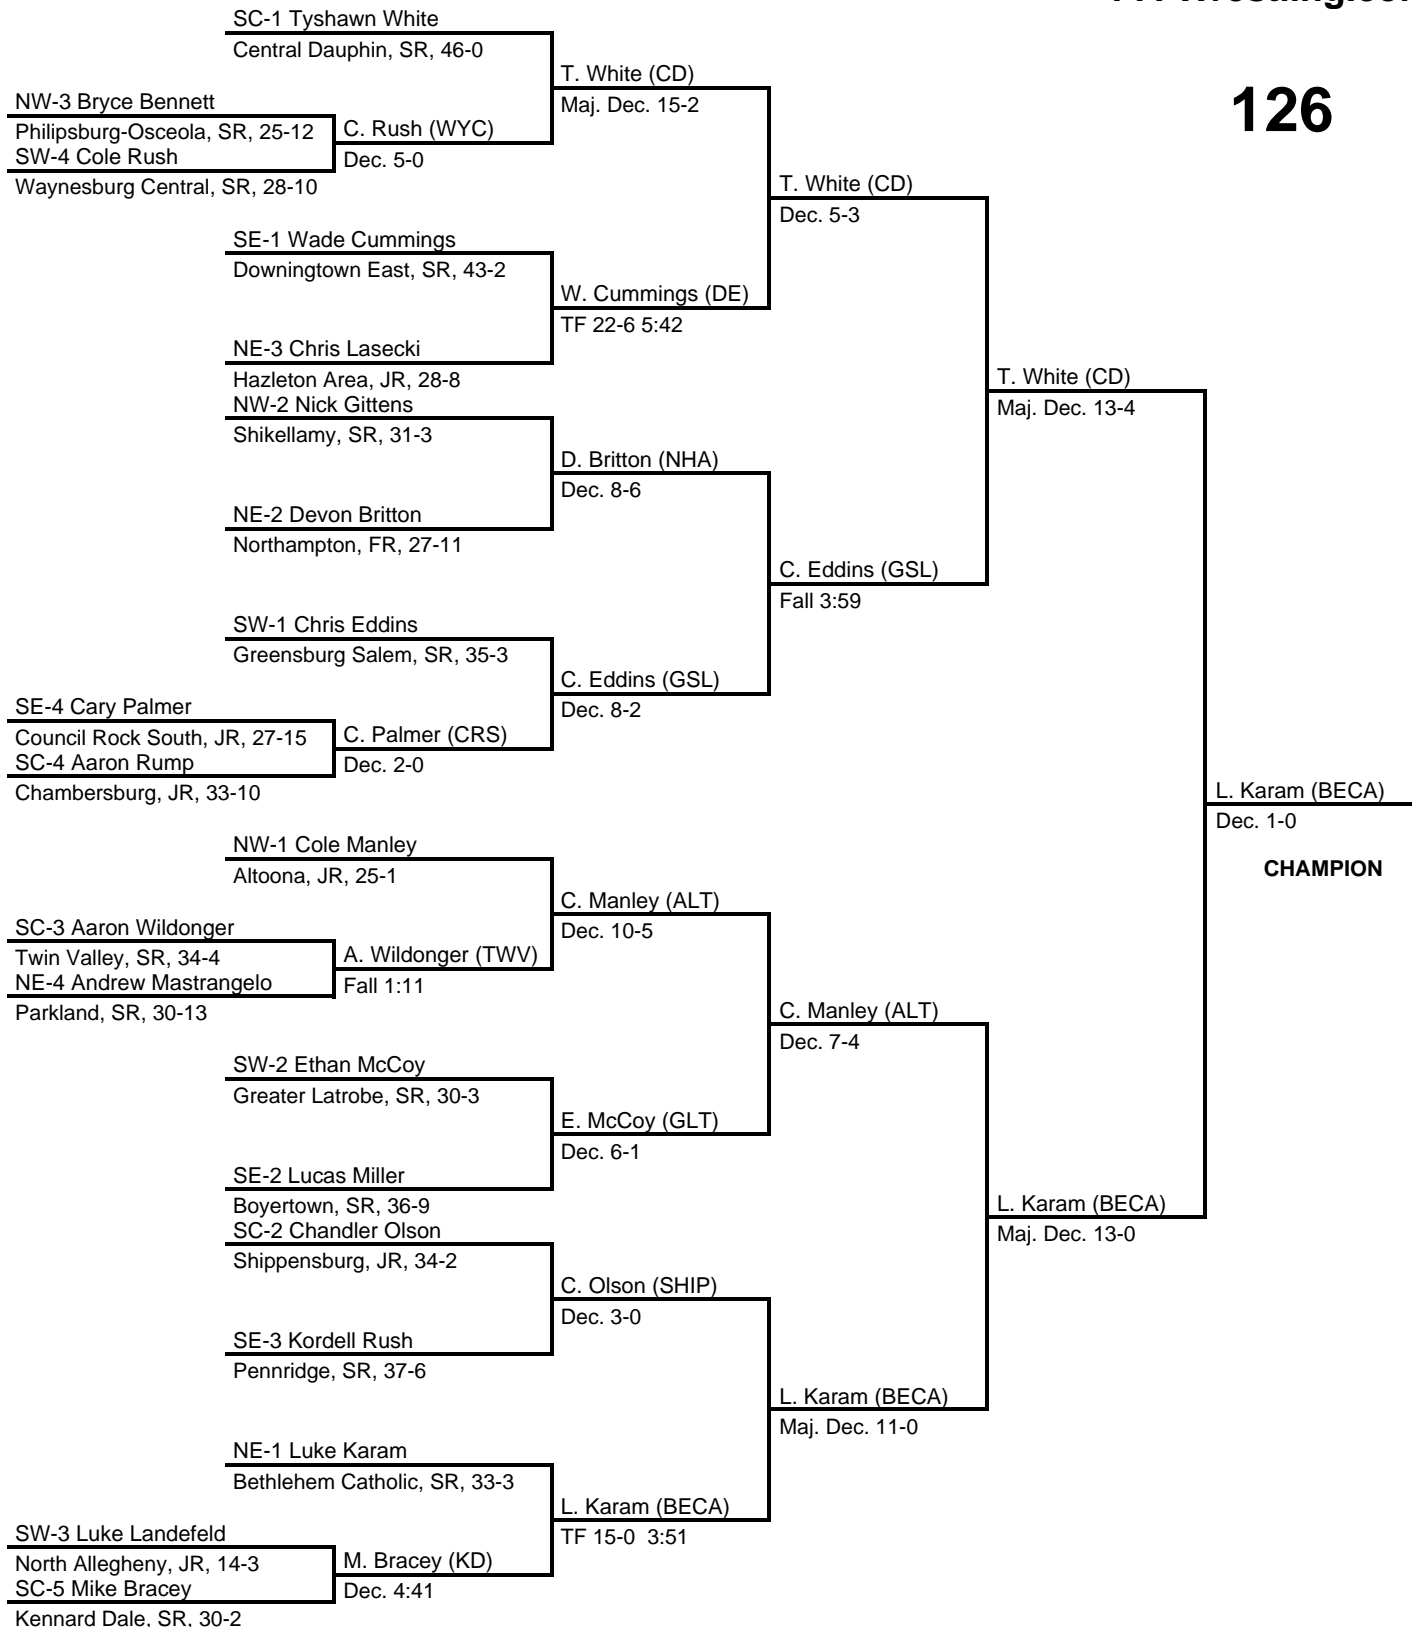 SC-1 Tyshawn White
Central Dauphin, SR, 46-0
T. White (CD)
Maj. Dec. 15-2
126
NW-3 Bryce Bennett
Philipsburg-Osceola, SR, 25-12
SW-4 Cole Rush
Waynesburg Central, SR, 28-10
C. Rush (WYC)
Dec. 5-0
T. White (CD)
Dec. 5-3
SE-1 Wade Cummings
Downingtown East, SR, 43-2
W. Cummings (DE)
TF 22-6 5:42
NE-3 Chris Lasecki
Hazleton Area, JR, 28-8
T. White (CD)
Maj. Dec. 13-4
NW-2 Nick Gittens
Shikellamy, SR, 31-3
D. Britton (NHA)
Dec. 8-6
NE-2 Devon Britton
Northampton, FR, 27-11
C. Eddins (GSL)
Fall 3:59
SW-1 Chris Eddins
Greensburg Salem, SR, 35-3
C. Eddins (GSL)
Dec. 8-2
SE-4 Cary Palmer
Council Rock South, JR, 27-15
SC-4 Aaron Rump
Chambersburg, JR, 33-10
C. Palmer (CRS)
Dec. 2-0
L. Karam (BECA)
Dec. 1-0
CHAMPION
NW-1 Cole Manley
Altoona, JR, 25-1
C. Manley (ALT)
Dec. 10-5
SC-3 Aaron Wildonger
Twin Valley, SR, 34-4
NE-4 Andrew Mastrangelo
Parkland, SR, 30-13
A. Wildonger (TWV)
Fall 1:11
C. Manley (ALT)
Dec. 7-4
SW-2 Ethan McCoy
Greater Latrobe, SR, 30-3
E. McCoy (GLT)
Dec. 6-1
SE-2 Lucas Miller
Boyertown, SR, 36-9
L. Karam (BECA)
Maj. Dec. 13-0
SC-2 Chandler Olson
Shippensburg, JR, 34-2
C. Olson (SHIP)
Dec. 3-0
SE-3 Kordell Rush
Pennridge, SR, 37-6
L. Karam (BECA)
Maj. Dec. 11-0
NE-1 Luke Karam
Bethlehem Catholic, SR, 33-3
L. Karam (BECA)
TF 15-0 3:51
SW-3 Luke Landefeld
North Allegheny, JR, 14-3
SC-5 Mike Bracey
Kennard Dale, SR, 30-2
M. Bracey (KD)
Dec. 4:41